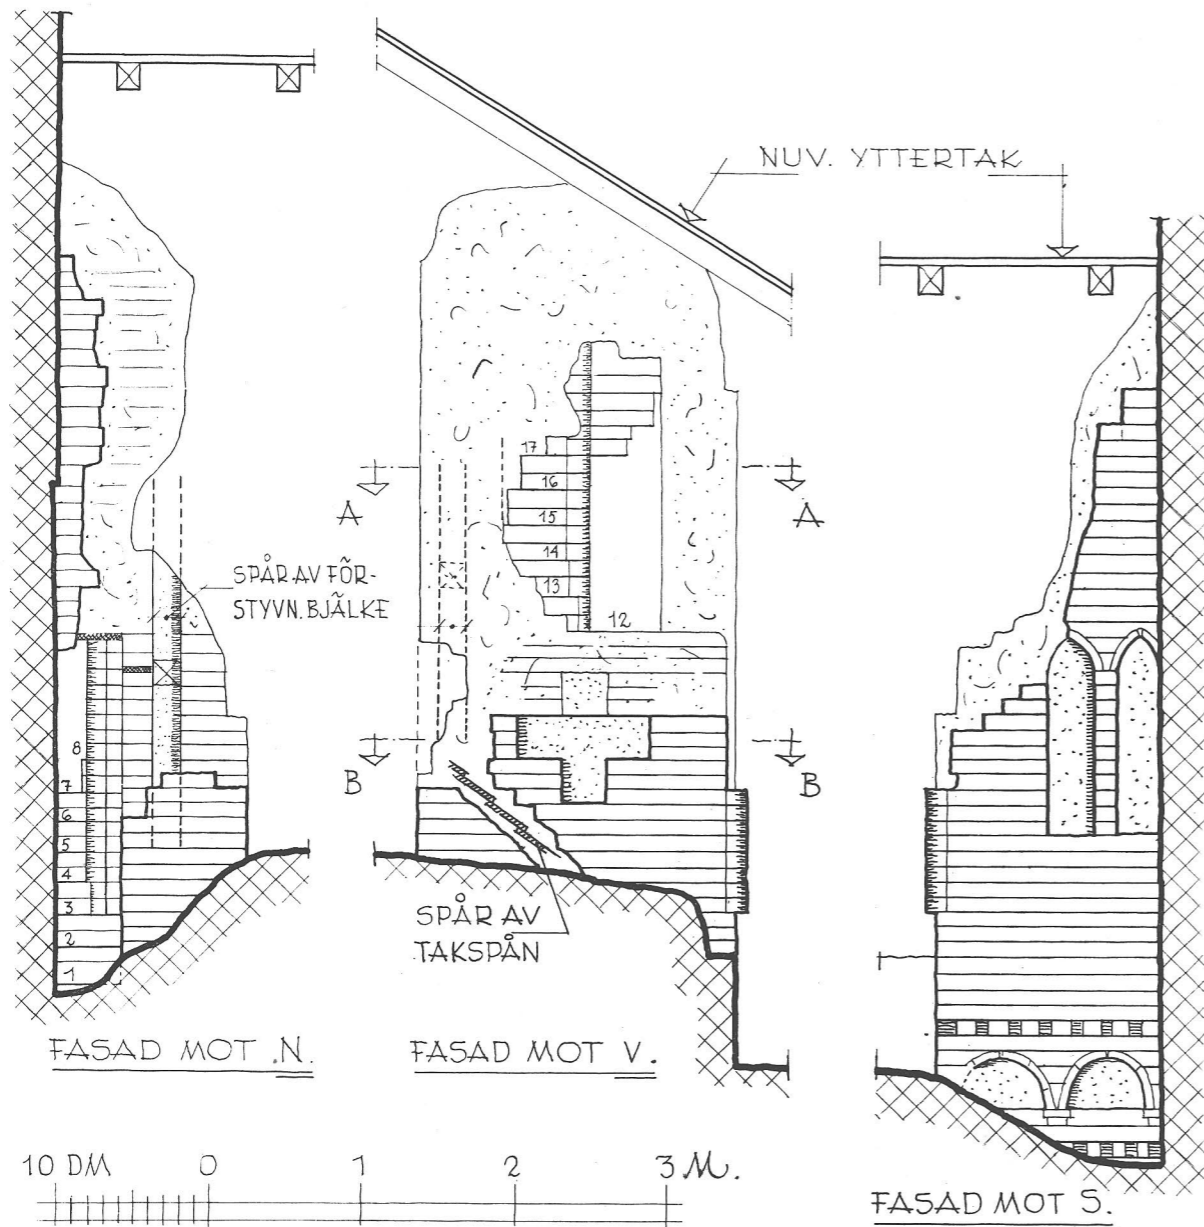 NUV. YTTERTAK
SPÅR AV FÖR-
STYVN. BJÄLKE
A
A
B
B
17
16
15
14
13
12
8
7
6
5
4
3
2
1
SPÅR AV
TAKSPÅN
FASAD MOT .N.
FASAD MOT V.
FASAD MOT S.
10 DM 0 1 2 3 M.